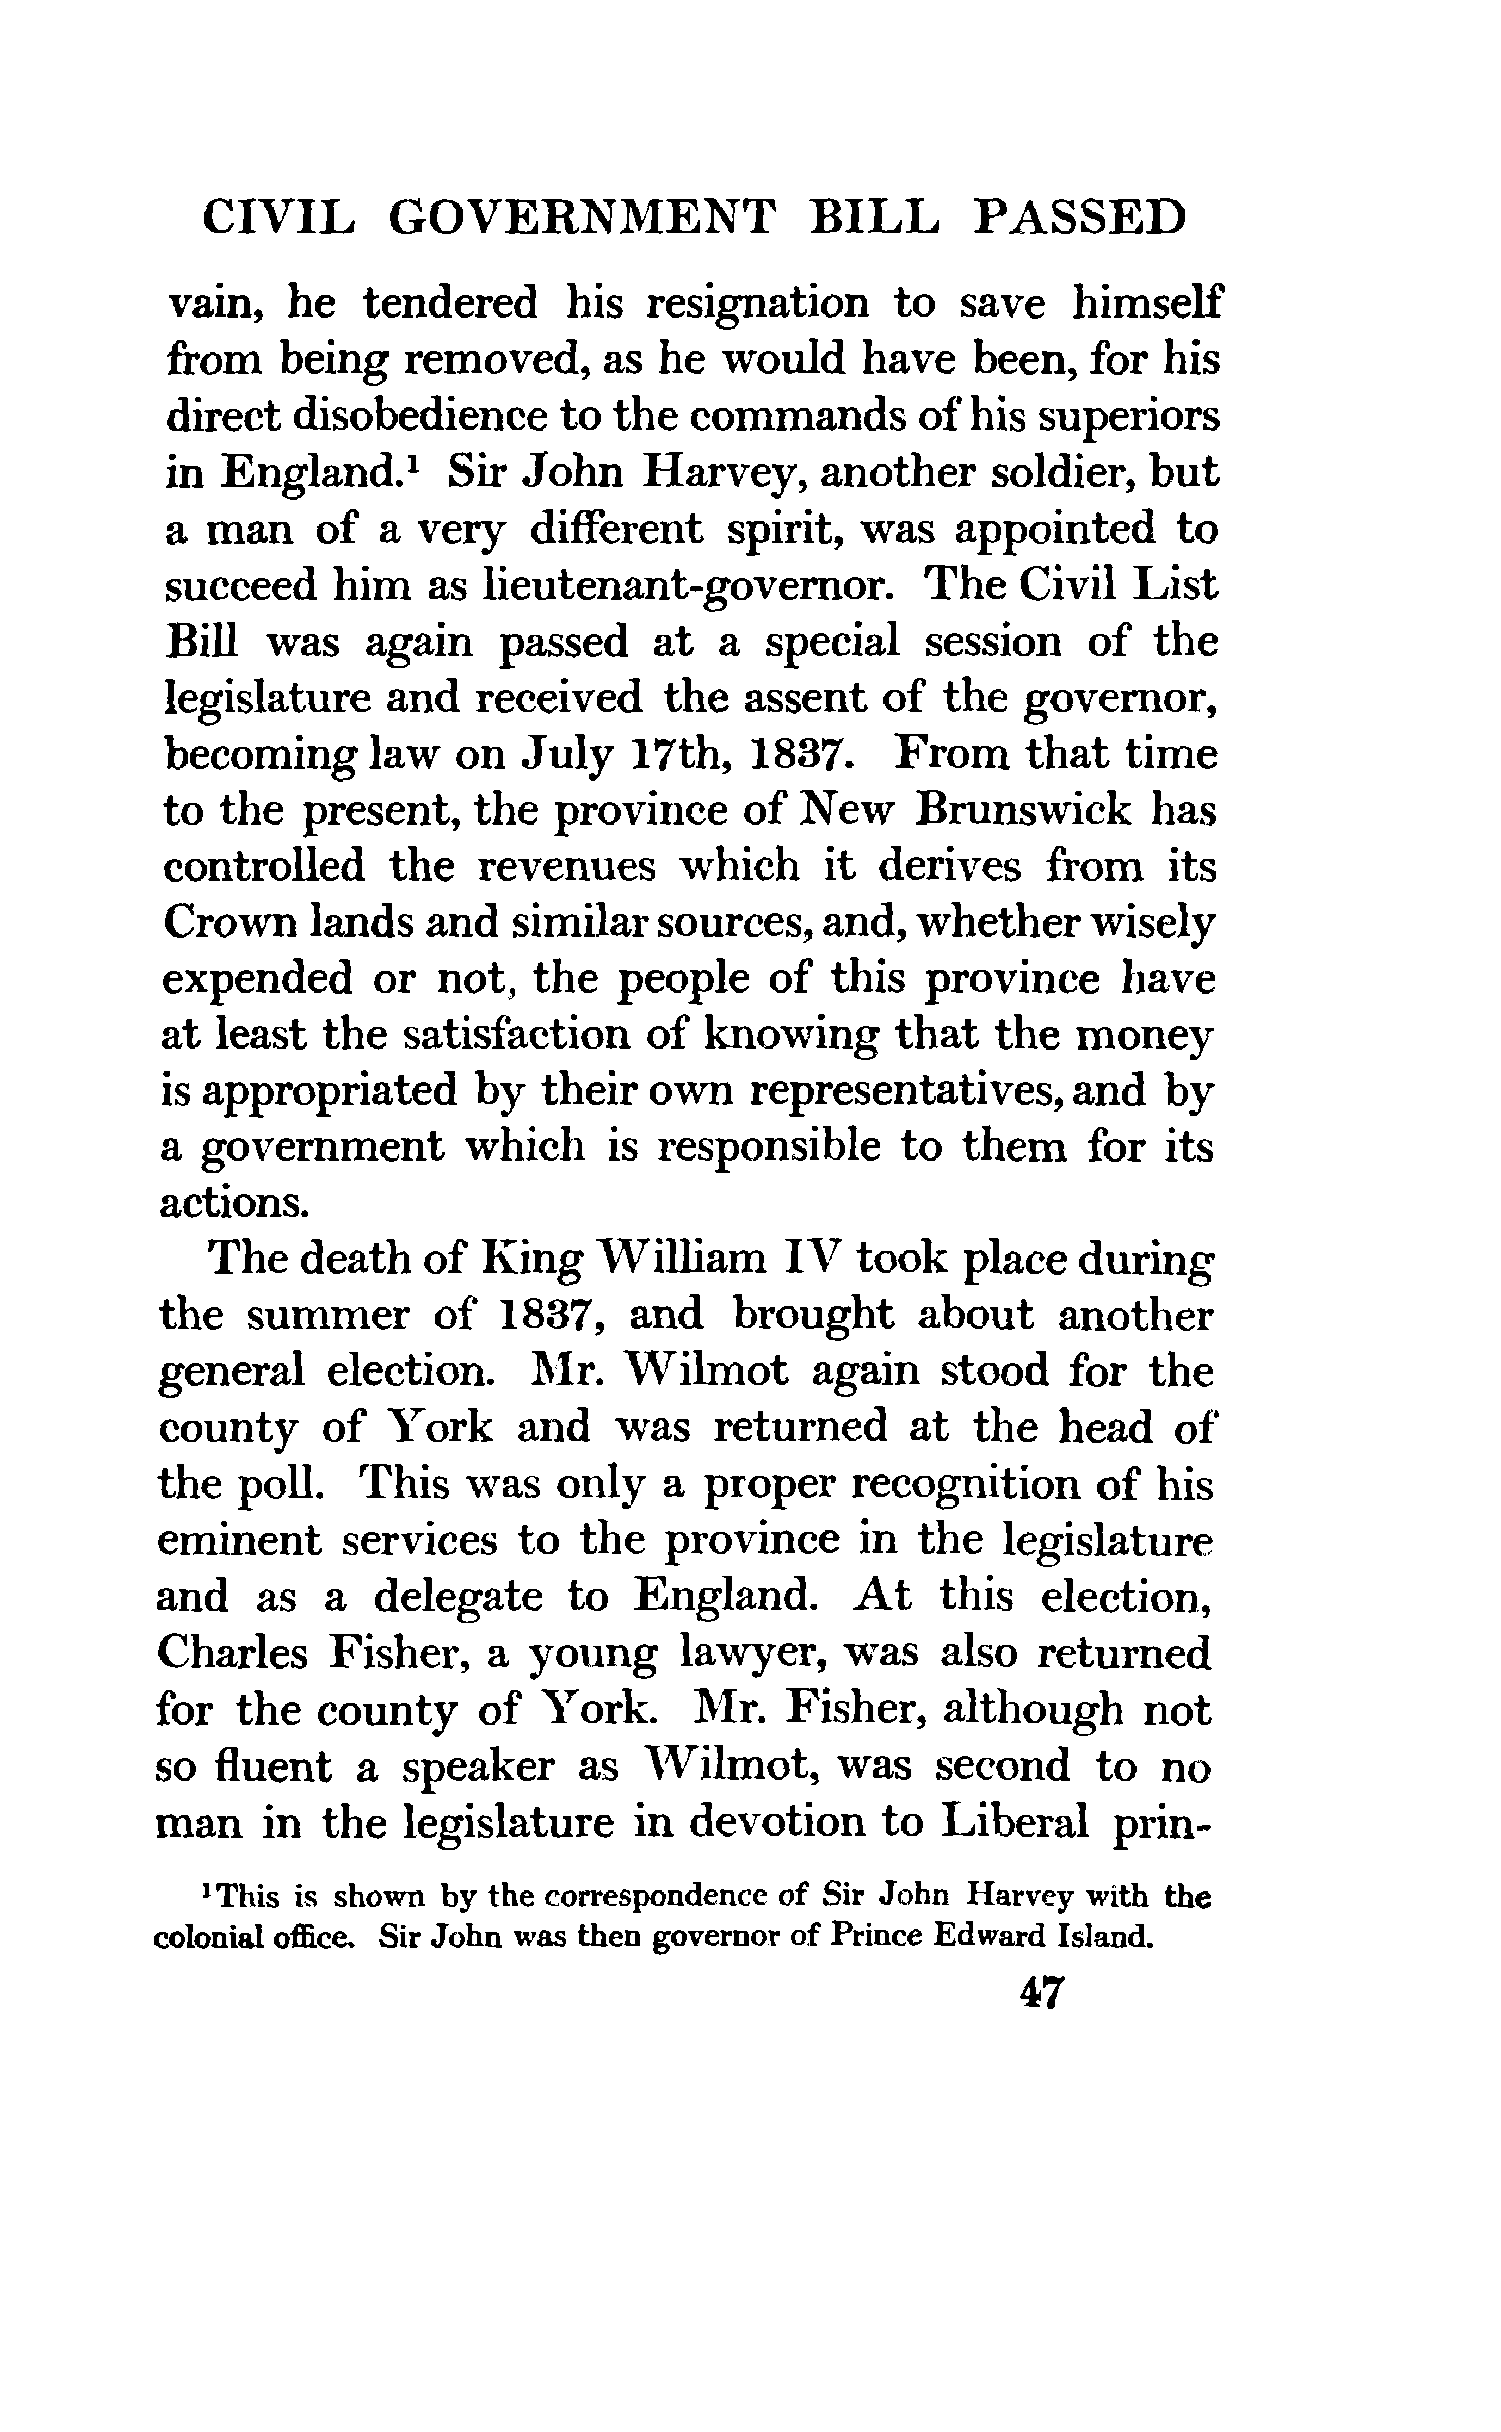 CIVIL GOVERNMENT BILL PASSED
vain, he tendered his resignation to save himself
from being removed, as he would have been, for his
direct disobedience to the commands of his superiors
in England.¹ Sir John Harvey, another soldier, but
a man of a very different spirit, was appointed to
succeed him as lieutenant-governor. The Civil List
Bill was again passed at a special session of the
legislature and received the assent of the governor,
becoming law on July 17th, 1837. From that time
to the present, the province of New Brunswick has
controlled the revenues which it derives from its
Crown lands and similar sources, and, whether wisely
expended or not, the people of this province have
at least the satisfaction of knowing that the money
is appropriated by their own representatives, and by
a government which is responsible to them for its
actions.
The death of King William IV took place during
the summer of 1837, and brought about another
general election. Mr. Wilmot again stood for the
county of York and was returned at the head of
the poll. This was only a proper recognition of his
eminent services to the province in the legislature
and as a delegate to England. At this election,
Charles Fisher, a young lawyer, was also returned
for the county of York. Mr. Fisher, although not
so fluent a speaker as Wilmot, was second to no
man in the legislature in devotion to Liberal prin-
¹This is shown by the correspondence of Sir John Harvey with the
colonial office. Sir John was then governor of Prince Edward Island.
47